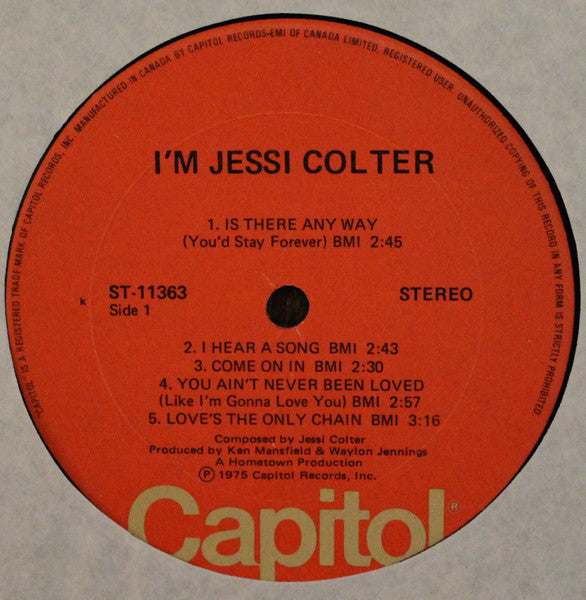 "CAPITOL" IS A REGISTERED TRADE MARK OF CAPITOL RECORDS, INC. MANUFACTURED IN CANADA BY CAPITOL RECORDS-EMI OF CANADA LIMITED, REGISTERED USER. UNAUTHORIZED COPYING OF THIS RECORD IN ANY FORM IS STRICTLY PROHIBITED.
I'M JESSI COLTER
1. IS THERE ANY WAY
(You'd Stay Forever) BMI 2:45
ST-11363 STEREO
k Side 1
2. I HEAR A SONG BMI 2:43
3. COME ON IN BMI 2:30
4. YOU AIN'T NEVER BEEN LOVED
(Like I'm Gonna Love You) BMI 2:57
5. LOVE'S THE ONLY CHAIN BMI 3:16
Composed by Jessi Colter
Produced by Ken Mansfield & Waylon Jennings
A Hometown Production
℗ 1975 Capitol Records, Inc.
Capitol®